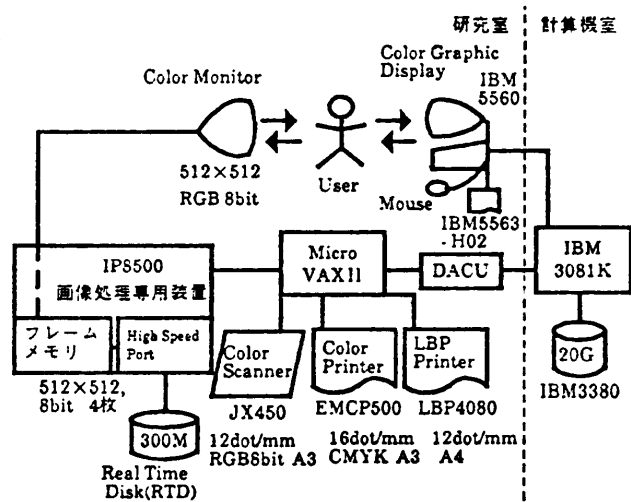 研究室
計算機室
Color Monitor
Color Graphic
Display
IBM
5560
512×512
RGB 8bit
User
Mouse
IBM5563
-H02
IP8500
画像処理専用装置
フレーム
メモリ
High Speed
Port
Micro
VAXII
DACU
IBM
3081K
512×512,
8bit 4枚
Color
Scanner
Color
Printer
LBP
Printer
20G
IBM3380
JX450
EMCP500
LBP4080
300M
12dot/mm
RGB8bit A3
16dot/mm
CMYK A3
12dot/mm
A4
Real Time
Disk(RTD)